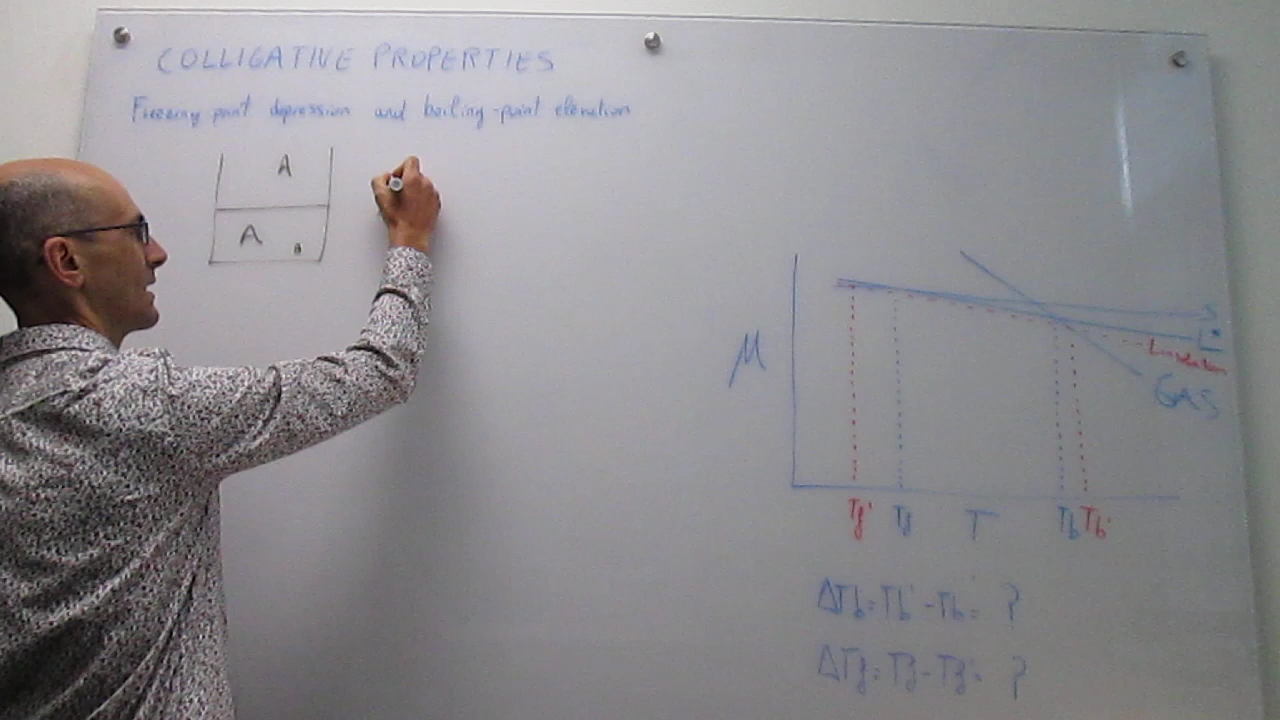 COLLIGATIVE PROPERTIES
Freezing point depression and boiling-point elevation
A
A B
S
L*
L solution
GAS
μ
Tf' Tf T Tb Tb'
ΔTb = Tb' - Tb = ?
ΔTf = Tf - Tf' = ?